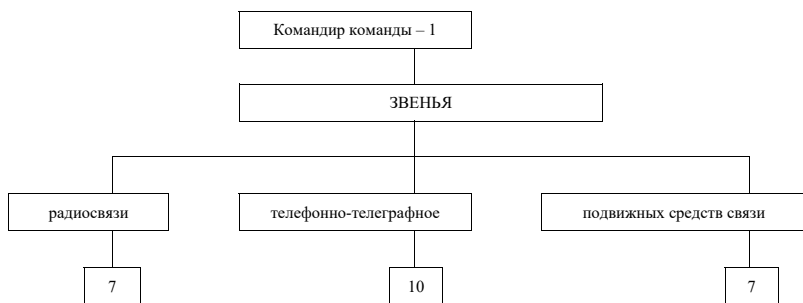 Командир команды – 1
ЗВЕНЬЯ
радиосвязи
телефонно-телеграфное
подвижных средств связи
7
10
7